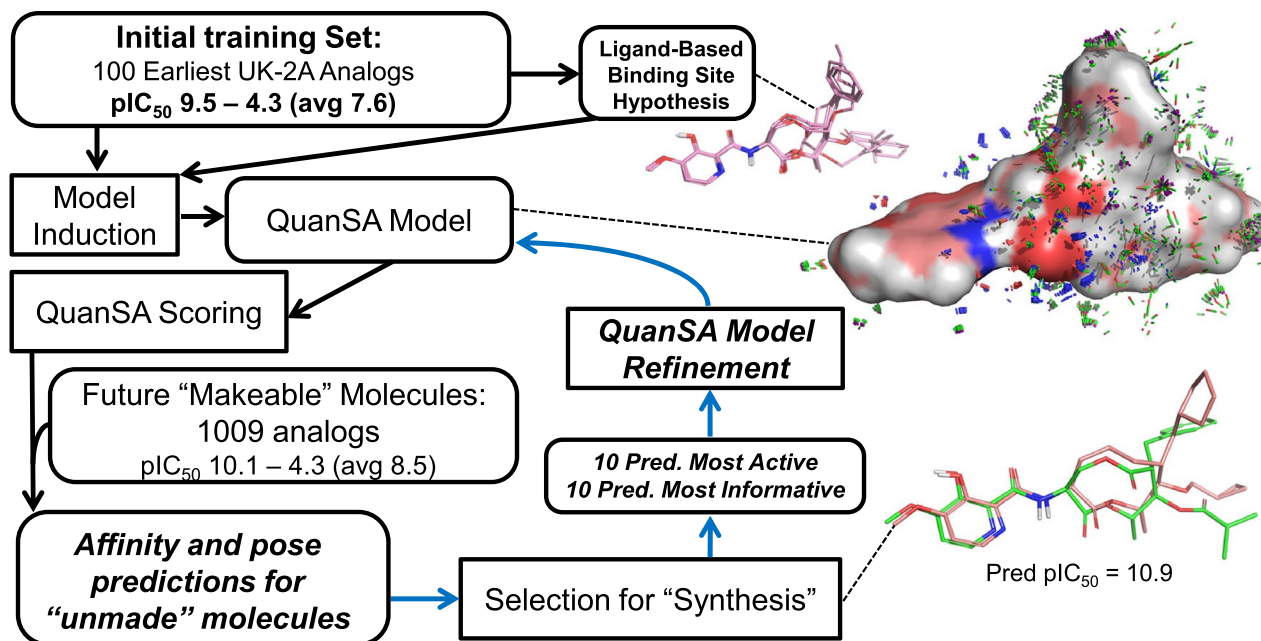 Initial training Set:
100 Earliest UK-2A Analogs
pIC50 9.5 – 4.3 (avg 7.6)
Ligand-Based
Binding Site
Hypothesis
Model
Induction
QuanSA Model
QuanSA Scoring
QuanSA Model
Refinement
Future “Makeable” Molecules:
1009 analogs
pIC50 10.1 – 4.3 (avg 8.5)
10 Pred. Most Active
10 Pred. Most Informative
Affinity and pose
predictions for
“unmade” molecules
Selection for “Synthesis”
Pred pIC50 = 10.9